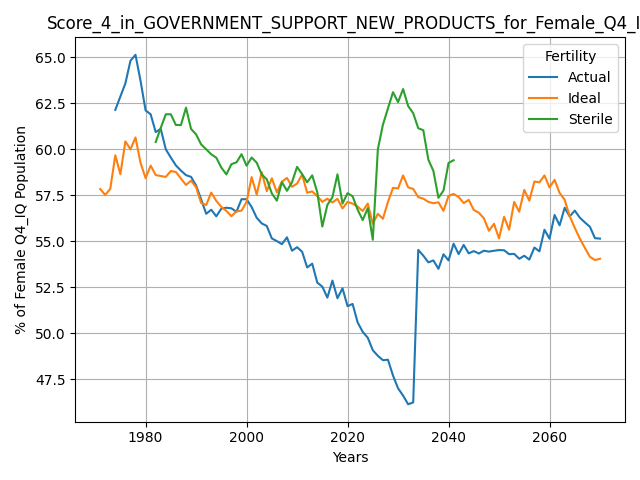 Score_4_in_GOVERNMENT_SUPPORT_NEW_PRODUCTS_for_Female_Q4_I
Fertility
Actual
Ideal
Sterile
% of Female Q4_IQ Population
65.0
62.5
60.0
57.5
55.0
52.5
50.0
47.5
1980 2000 2020 2040 2060
Years